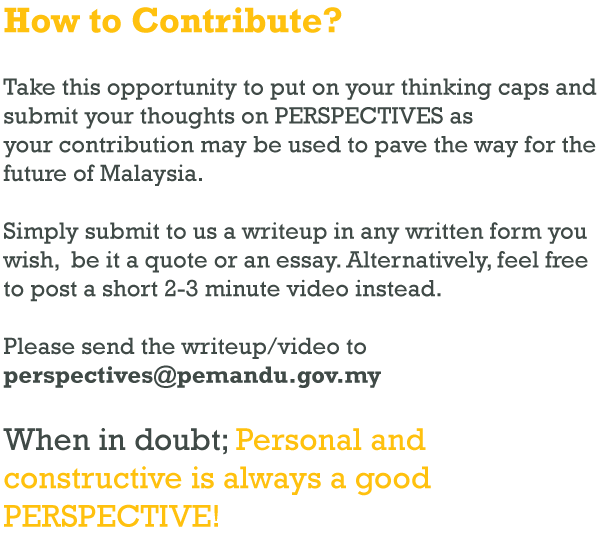 How to Contribute?
Take this opportunity to put on your thinking caps and
submit your thoughts on PERSPECTIVES as
your contribution may be used to pave the way for the
future of Malaysia.
Simply submit to us a writeup in any written form you
wish,  be it a quote or an essay. Alternatively, feel free
to post a short 2-3 minute video instead.
Please send the writeup/video to
perspectives@pemandu.gov.my
When in doubt; Personal and
constructive is always a good
PERSPECTIVE!